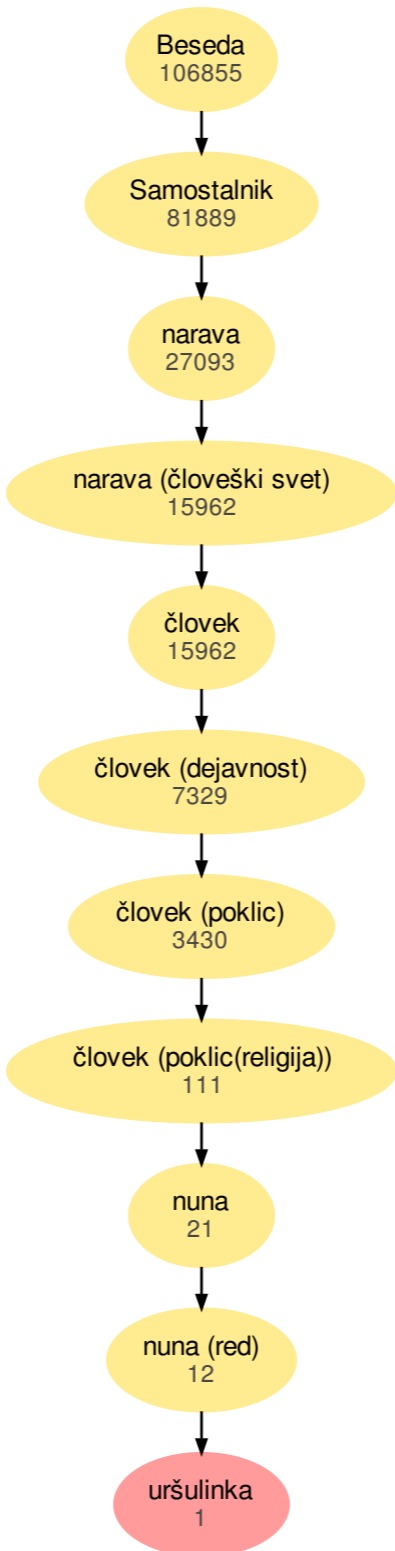 Beseda
106855
Samostalnik
81889
narava
27093
narava (človeški svet)
15962
človek
15962
človek (dejavnost)
7329
človek (poklic)
3430
človek (poklic(religija))
111
nuna
21
nuna (red)
12
uršulinka
1